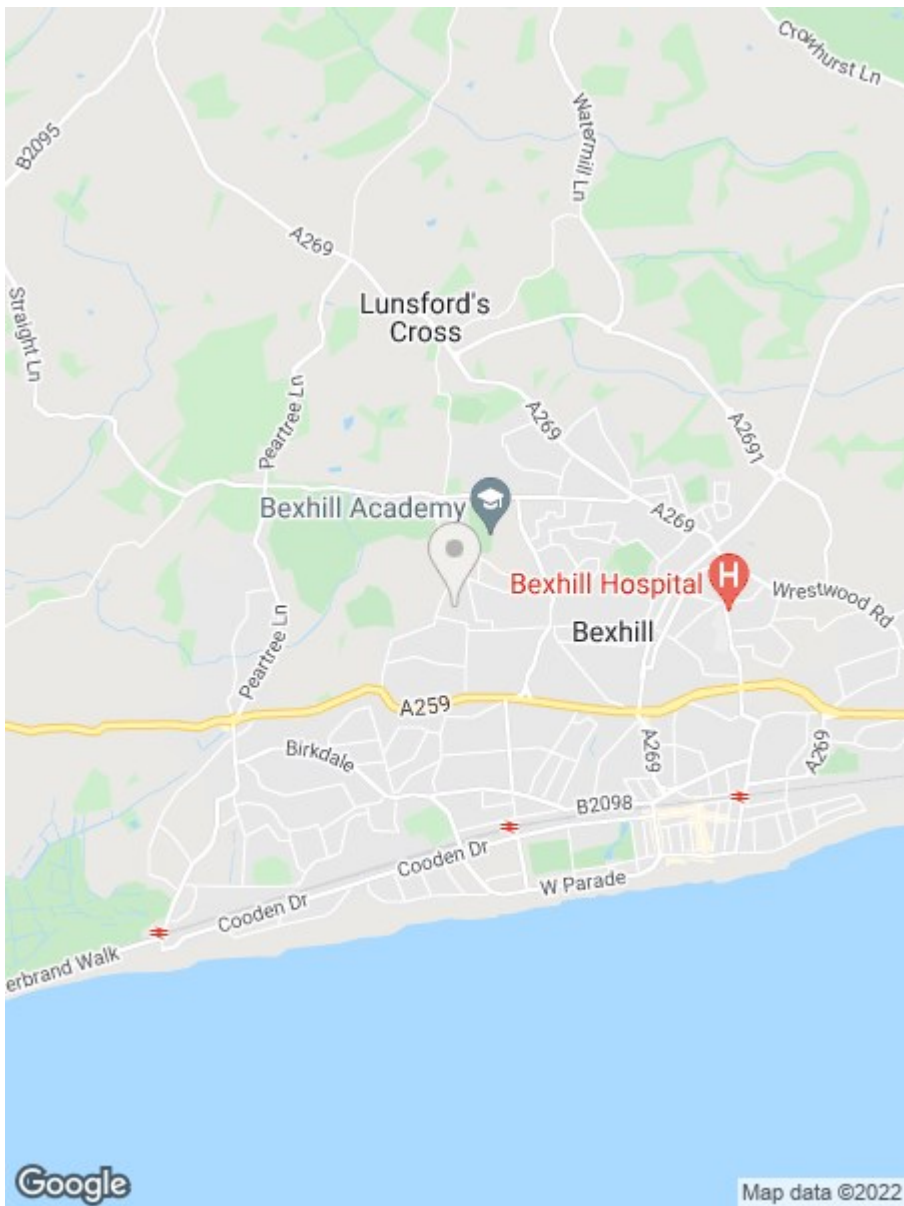 Crowhurst Ln
B2095
Watermill Ln
A269
Straight Ln
Lunsford's
Cross
Peartree Ln
A269
A2691
Bexhill Academy
A269
Bexhill Hospital
H
Wrestwood Rd
Bexhill
Peartree Ln
A259
Birkdale
A269
A269
B2098
Cooden Dr
W Parade
Cooden Dr
erbrand Walk
Google
Map data ©2022